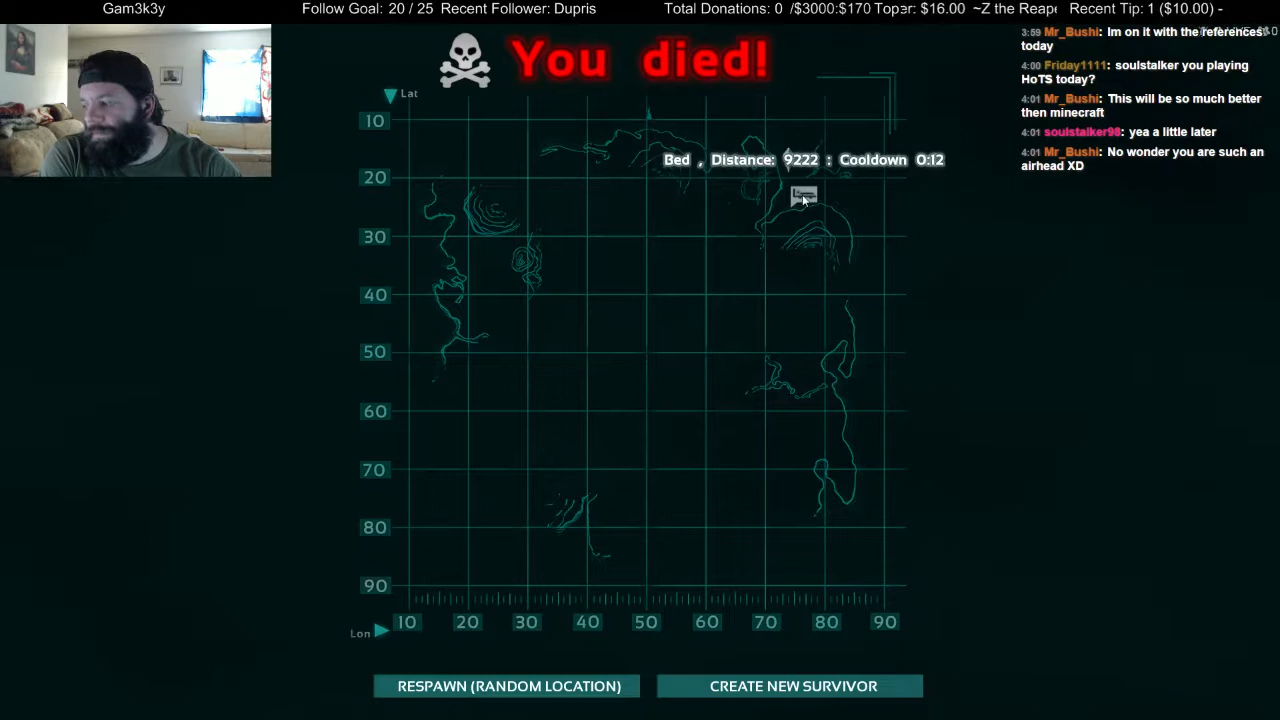 Gam3k3y
Follow Goal: 20 / 25 Recent Follower: Dupris
Total Donations: 0 /$3000:$170
$16.00 ~Z the Reape
Recent Tip: 1 ($10.00) -
You died!
3:59 Mr_Bushi: Im on it with the references
today
4:00 Friday1111: soulstalker you playing
HoTS today?
4:01 Mr_Bushi: This will be so much better
then minecraft
4:01 soulstalker98: yea a little later
4:01 Mr_Bushi: No wonder you are such an
airhead XD
Lat
10
20
30
40
50
60
70
80
90
Bed , Distance: 9222 : Cooldown 0:12
Lon
10 20 30 40 50 60 70 80 90
RESPAWN (RANDOM LOCATION)
CREATE NEW SURVIVOR